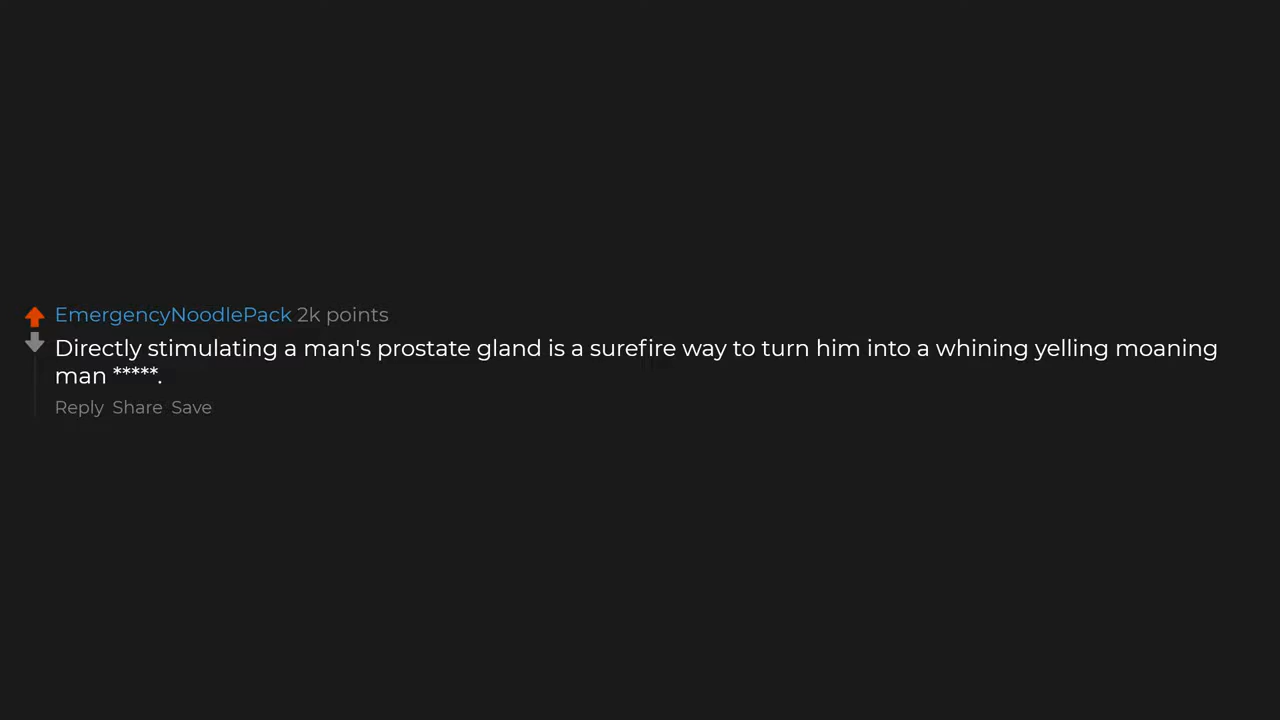 EmergencyNoodlePack 2k points
Directly stimulating a man's prostate gland is a surefire way to turn him into a whining yelling moaning
man *****.
Reply Share Save